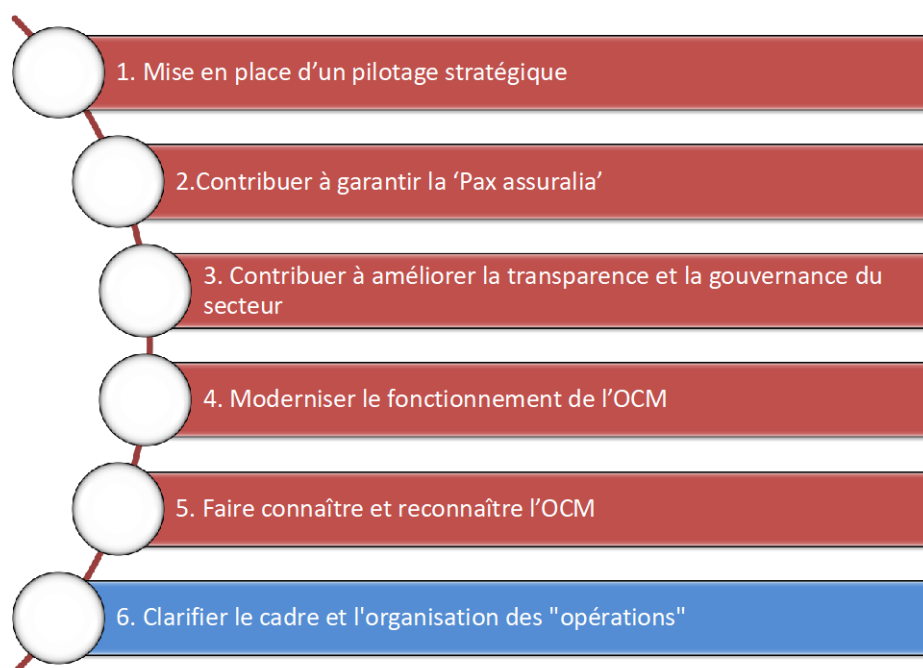 1. Mise en place d’un pilotage stratégique
2.Contribuer à garantir la ‘Pax assuralia’
3. Contribuer à améliorer la transparence et la gouvernance du
secteur
4. Moderniser le fonctionnement de l’OCM
5. Faire connaître et reconnaître l’OCM
6. Clarifier le cadre et l'organisation des "opérations"